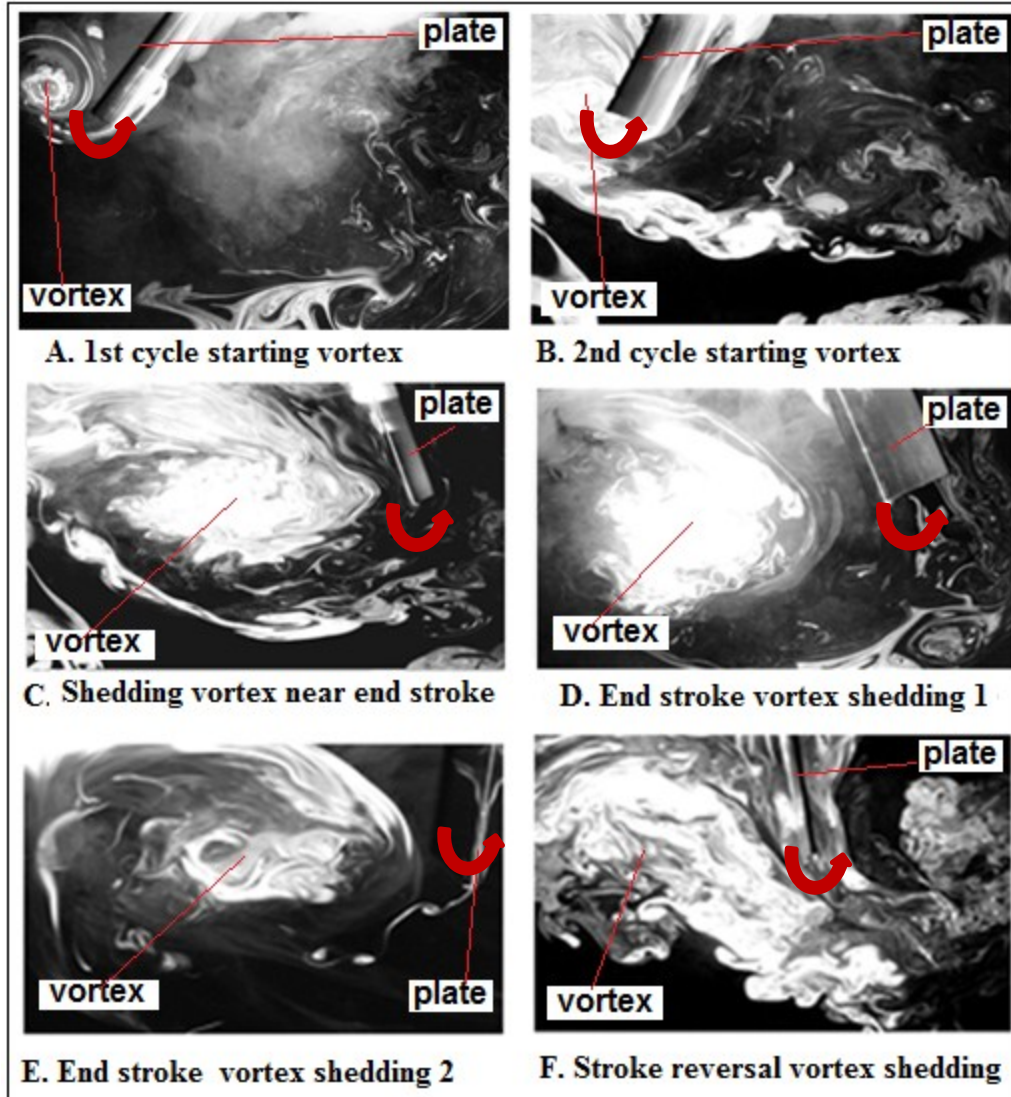 plate
plate
vortex
vortex
A. 1st cycle starting vortex
B. 2nd cycle starting vortex
plate
plate
vortex
vortex
C. Shedding vortex near end stroke
D. End stroke vortex shedding 1
plate
vortex
plate
vortex
E. End stroke vortex shedding 2
F. Stroke reversal vortex shedding